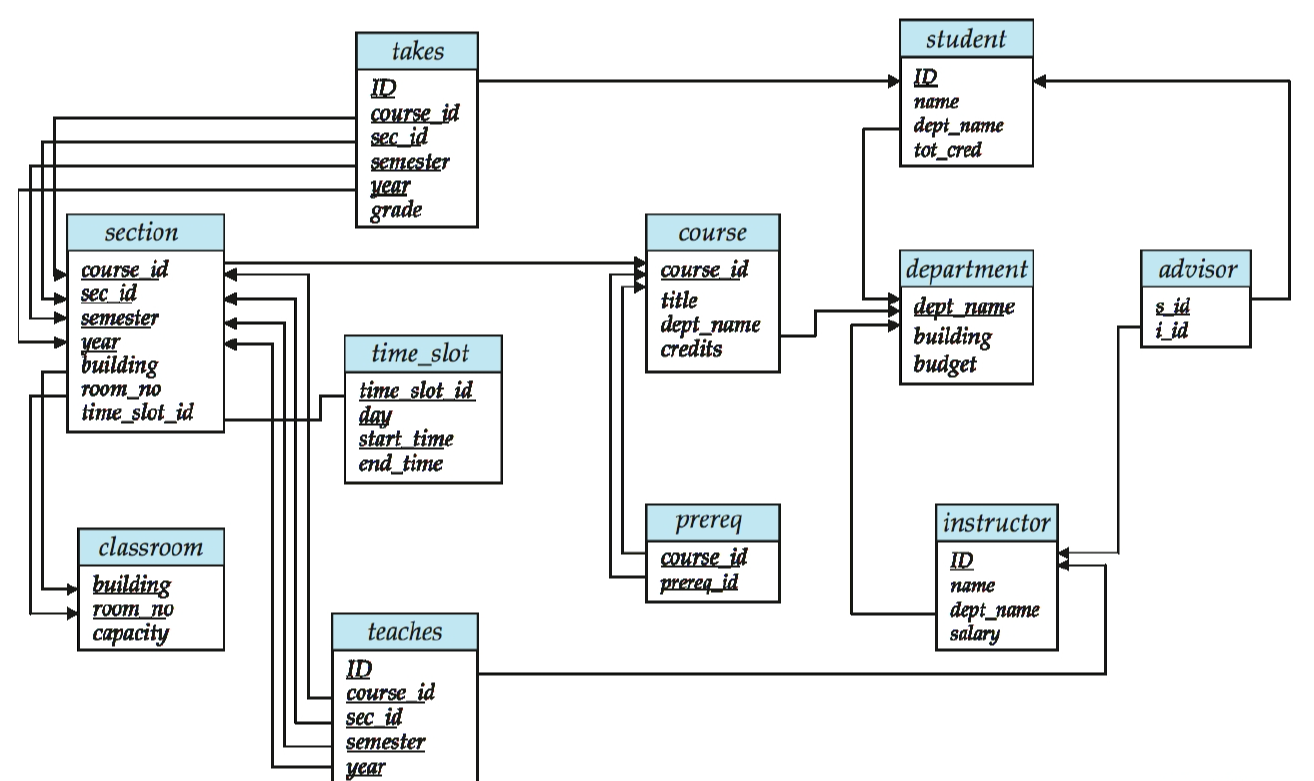 takes
ID
course_id
sec_id
semester
year
grade
student
ID
name
dept_name
tot_cred
section
course_id
sec_id
semester
year
building
room_no
time_slot_id
course
course_id
title
dept_name
credits
department
dept_name
building
budget
advisor
s_id
i_id
time_slot
time_slot_id
day
start_time
end_time
classroom
building
room_no
capacity
prereq
course_id
prereq_id
instructor
ID
name
dept_name
salary
teaches
ID
course_id
sec_id
semester
year